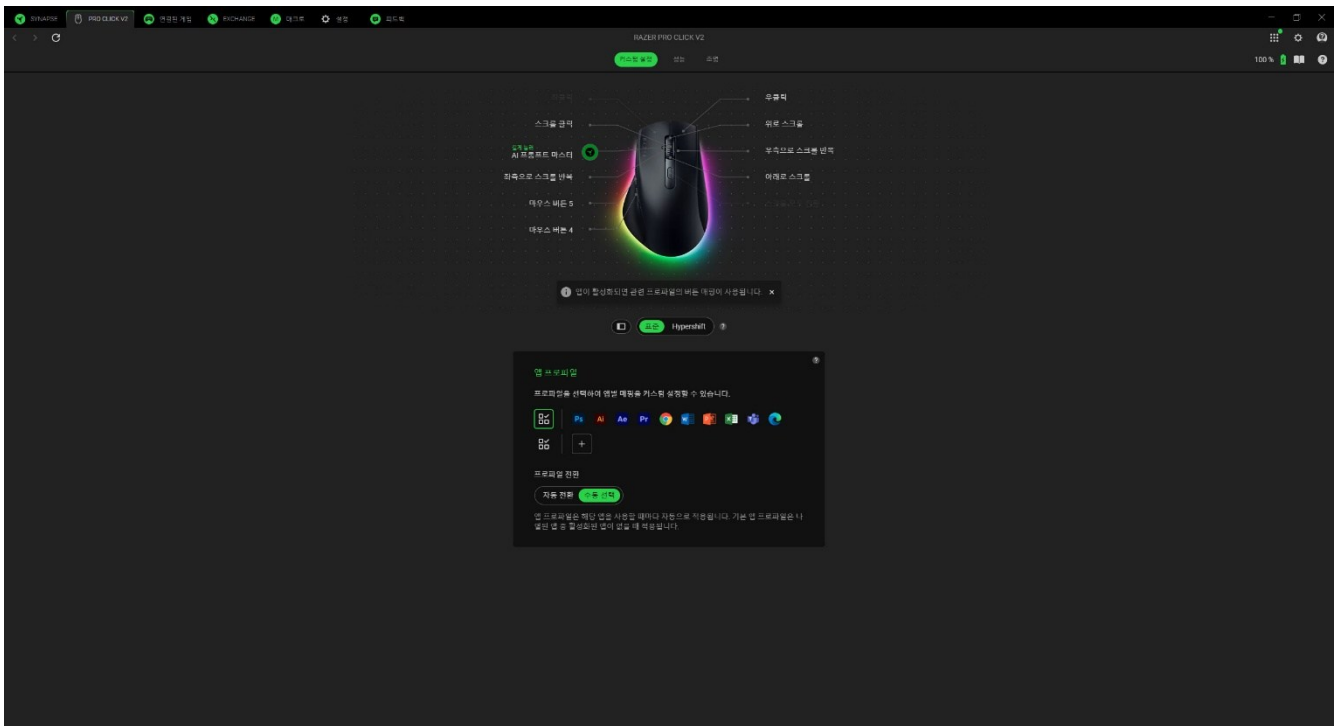 SYNAPSE
PRO CLICK V2
연결된 게임
EXCHANGE
매크로
설정
피드백
RAZER PRO CLICK V2
커스텀 설정
성능
조명
100 %
우클릭
스크롤 클릭
위로 스크롤
길게 눌러
AI 프롬프트 마스터
우측으로 스크롤 반복
좌측으로 스크롤 반복
아래로 스크롤
마우스 버튼 5
마우스 버튼 4
앱이 활성화되면 관련 프로파일의 버튼 매핑이 사용됩니다.
표준
Hypershift
앱 프로파일
프로파일을 선택하여 앱별 매핑을 커스텀 설정할 수 있습니다.
Ps
Ai
Ae
Pr
프로파일 전환
자동 전환
수동 선택
앱 프로파일은 해당 앱을 사용할 때마다 자동으로 적용됩니다. 기본 앱 프로파일은 나
열된 앱 중 활성화된 앱이 없을 때 적용됩니다.